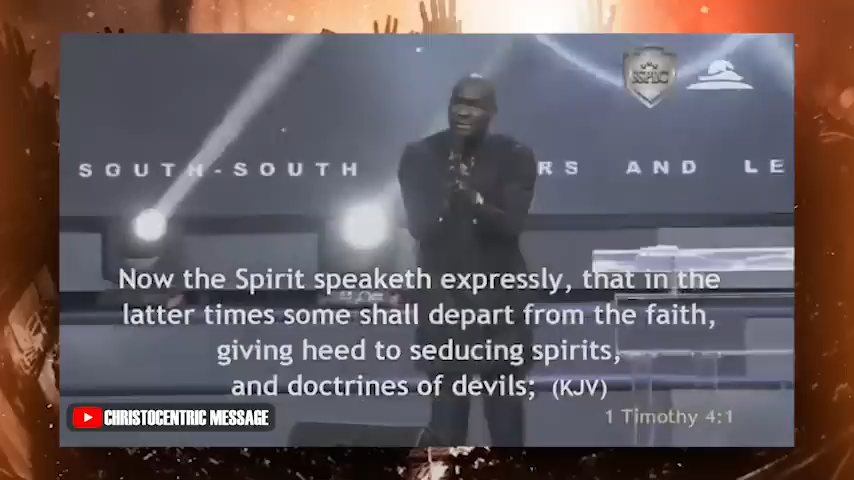 SSPLC
SOUTH-SOUTH RS AND LE
Now the Spirit speaketh expressly, that in the
latter times some shall depart from the faith,
giving heed to seducing spirits,
and doctrines of devils; (KJV)
CHRISTOCENTRIC MESSAGE
1 Timothy 4:1